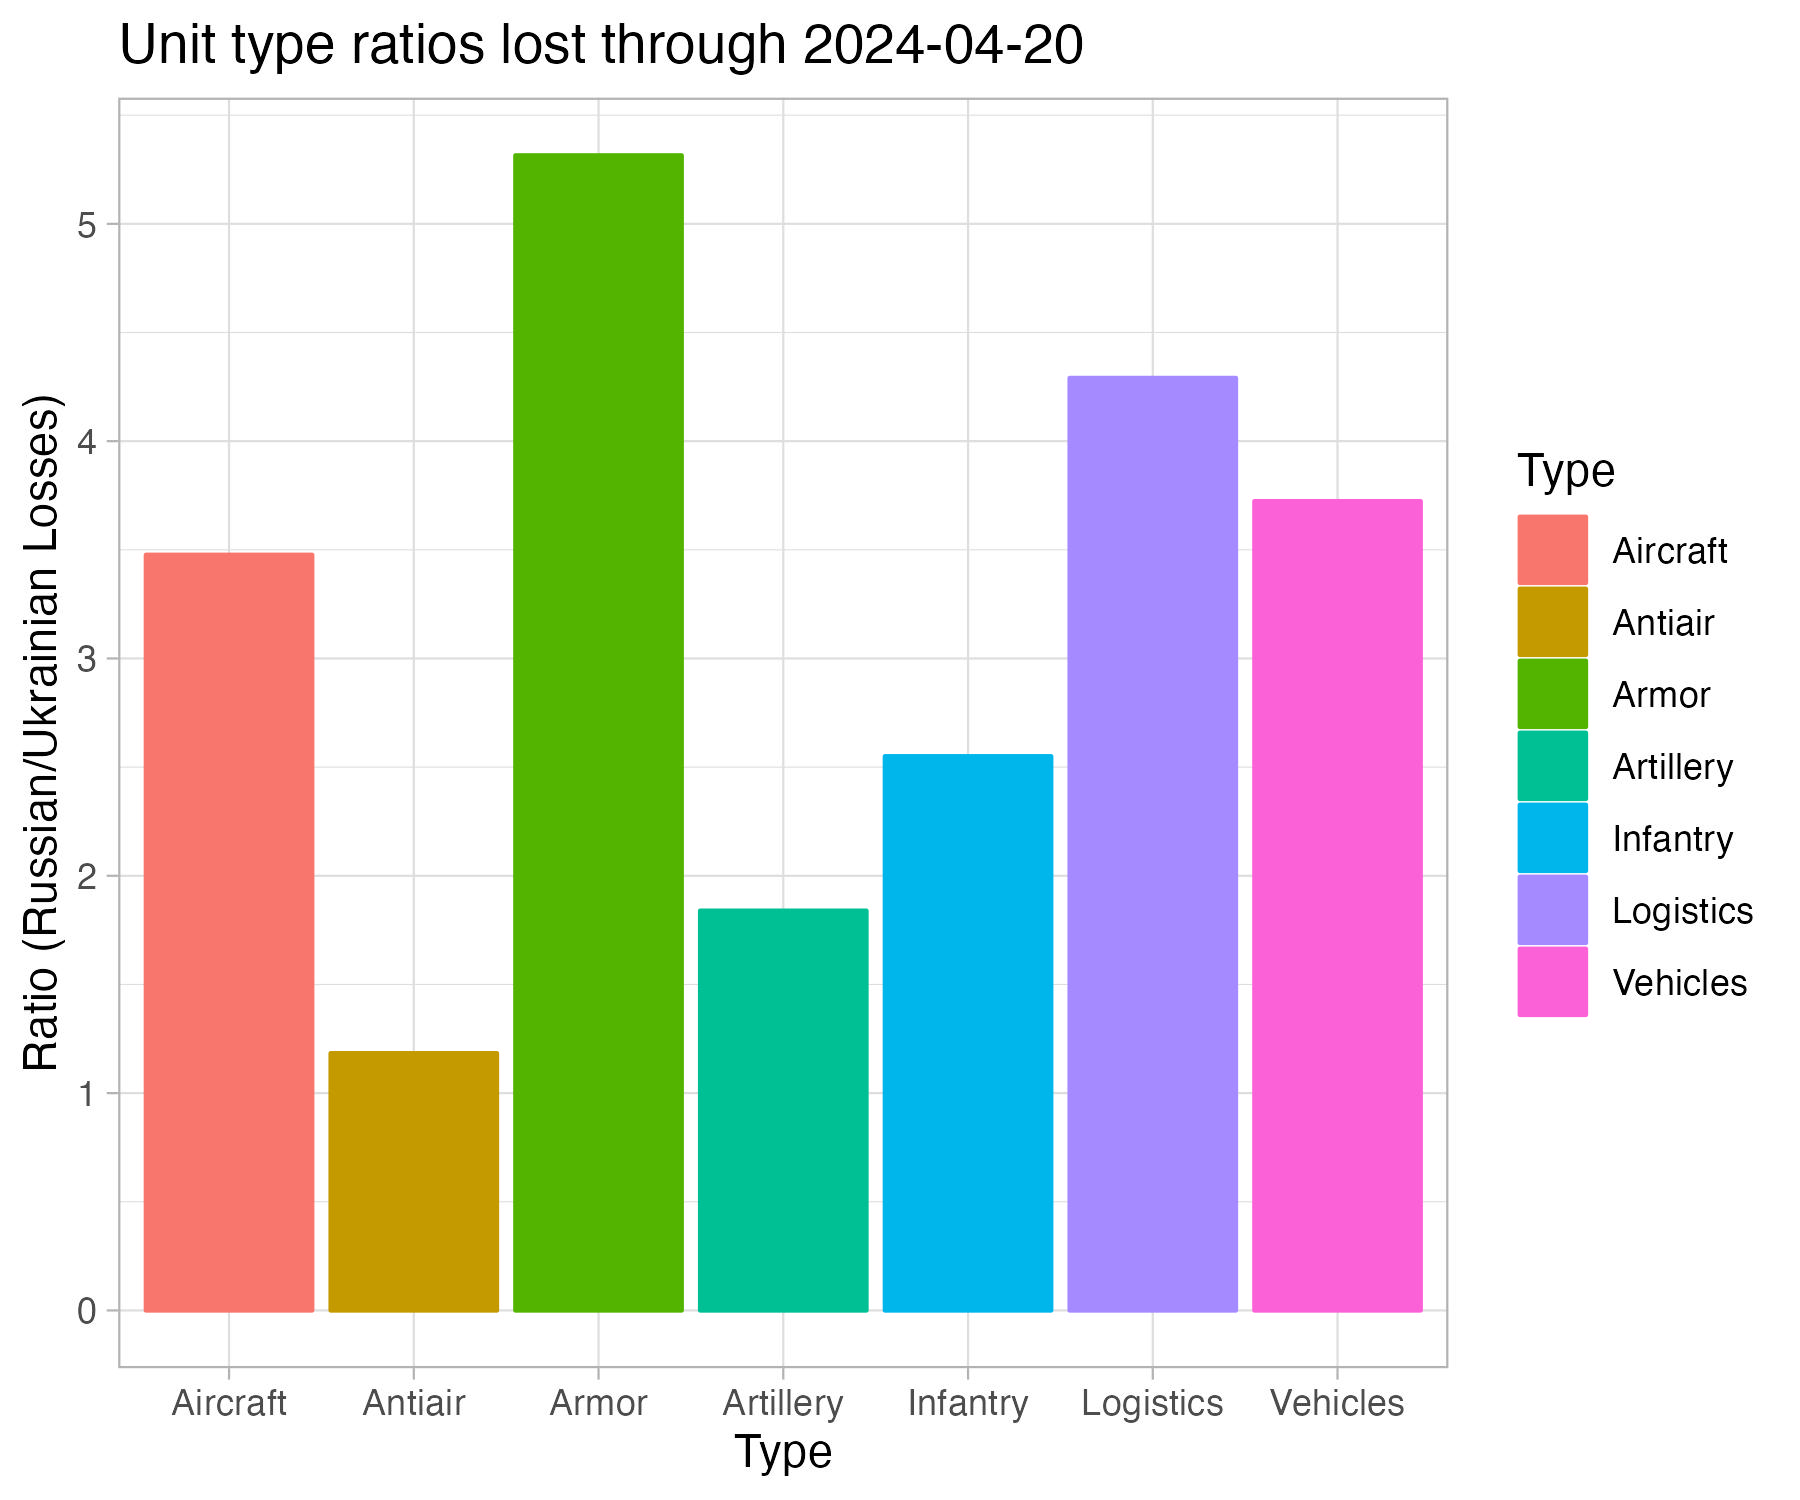 Unit type ratios lost through 2024-04-20
Ratio (Russian/Ukrainian Losses)
5
4
3
2
1
0
Aircraft Antiair Armor Artillery Infantry Logistics Vehicles
Type
Type
Aircraft
Antiair
Armor
Artillery
Infantry
Logistics
Vehicles